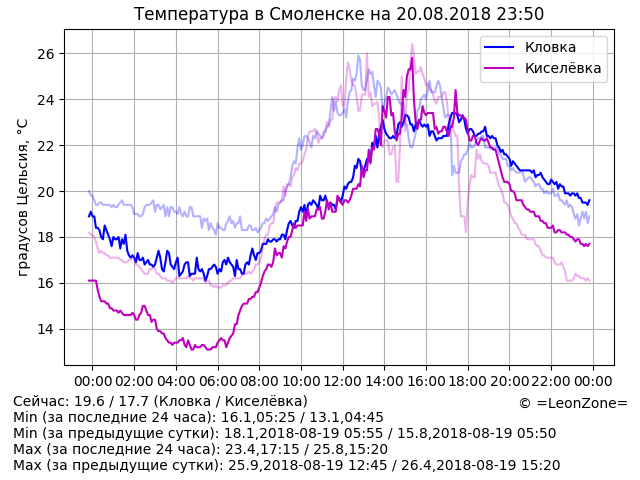 Температура в Смоленске на 20.08.2018 23:50
Кловка
Киселёвка
градусов Цельсия, °C
26
24
22
20
18
16
14
00:00 02:00 04:00 06:00 08:00 10:00 12:00 14:00 16:00 18:00 20:00 22:00 00:00
Сейчас: 19.6 / 17.7 (Кловка / Киселёвка)
© =LeonZone=
Min (за последние 24 часа): 16.1,05:25 / 13.1,04:45
Min (за предыдущие сутки): 18.1,2018-08-19 05:55 / 15.8,2018-08-19 05:50
Max (за последние 24 часа): 23.4,17:15 / 25.8,15:20
Max (за предыдущие сутки): 25.9,2018-08-19 12:45 / 26.4,2018-08-19 15:20